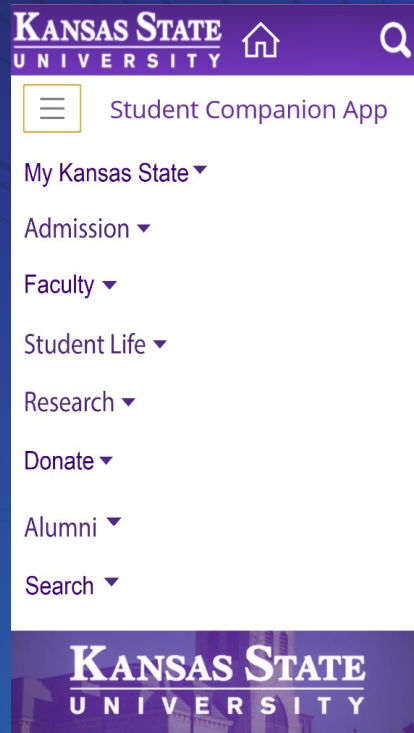 KANSAS STATE
UNIVERSITY
Student Companion App
My Kansas State
Admission
Faculty
Student Life
Research
Donate
Alumni
Search
KANSAS STATE
UNIVERSITY